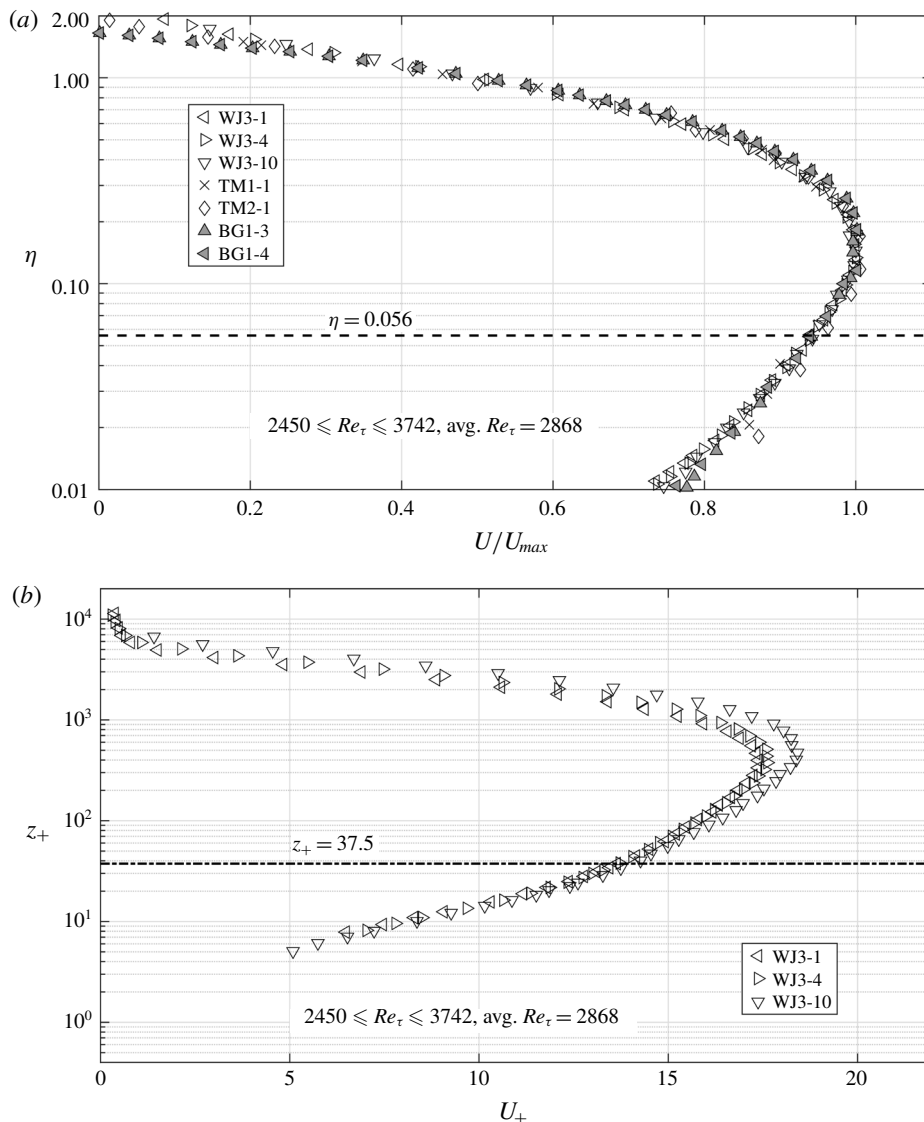 (a)
2.00
1.00
0.10
0.01
η
WJ3-1
WJ3-4
WJ3-10
TM1-1
TM2-1
BG1-3
BG1-4
η = 0.056
2450 ⩽ Reτ ⩽ 3742, avg. Reτ = 2868
0 0.2 0.4 0.6 0.8 1.0
U/Umax
(b)
10⁴
10³
10²
10¹
10⁰
z+
z+ = 37.5
WJ3-1
WJ3-4
WJ3-10
2450 ⩽ Reτ ⩽ 3742, avg. Reτ = 2868
0 5 10 15 20
U+